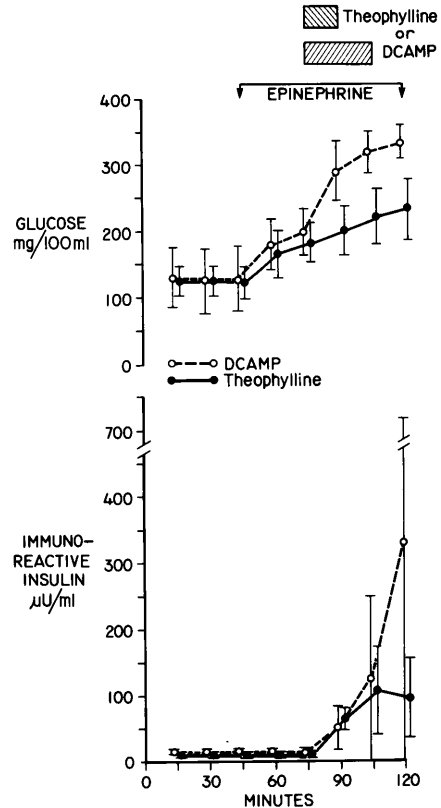 Theophylline
or
DCAMP
EPINEPHRINE
400
300
200
100
0
GLUCOSE
mg/100ml
DCAMP
Theophylline
700
400
300
200
100
0
IMMUNO-
REACTIVE
INSULIN
µU/ml
0 30 60 90 120
MINUTES